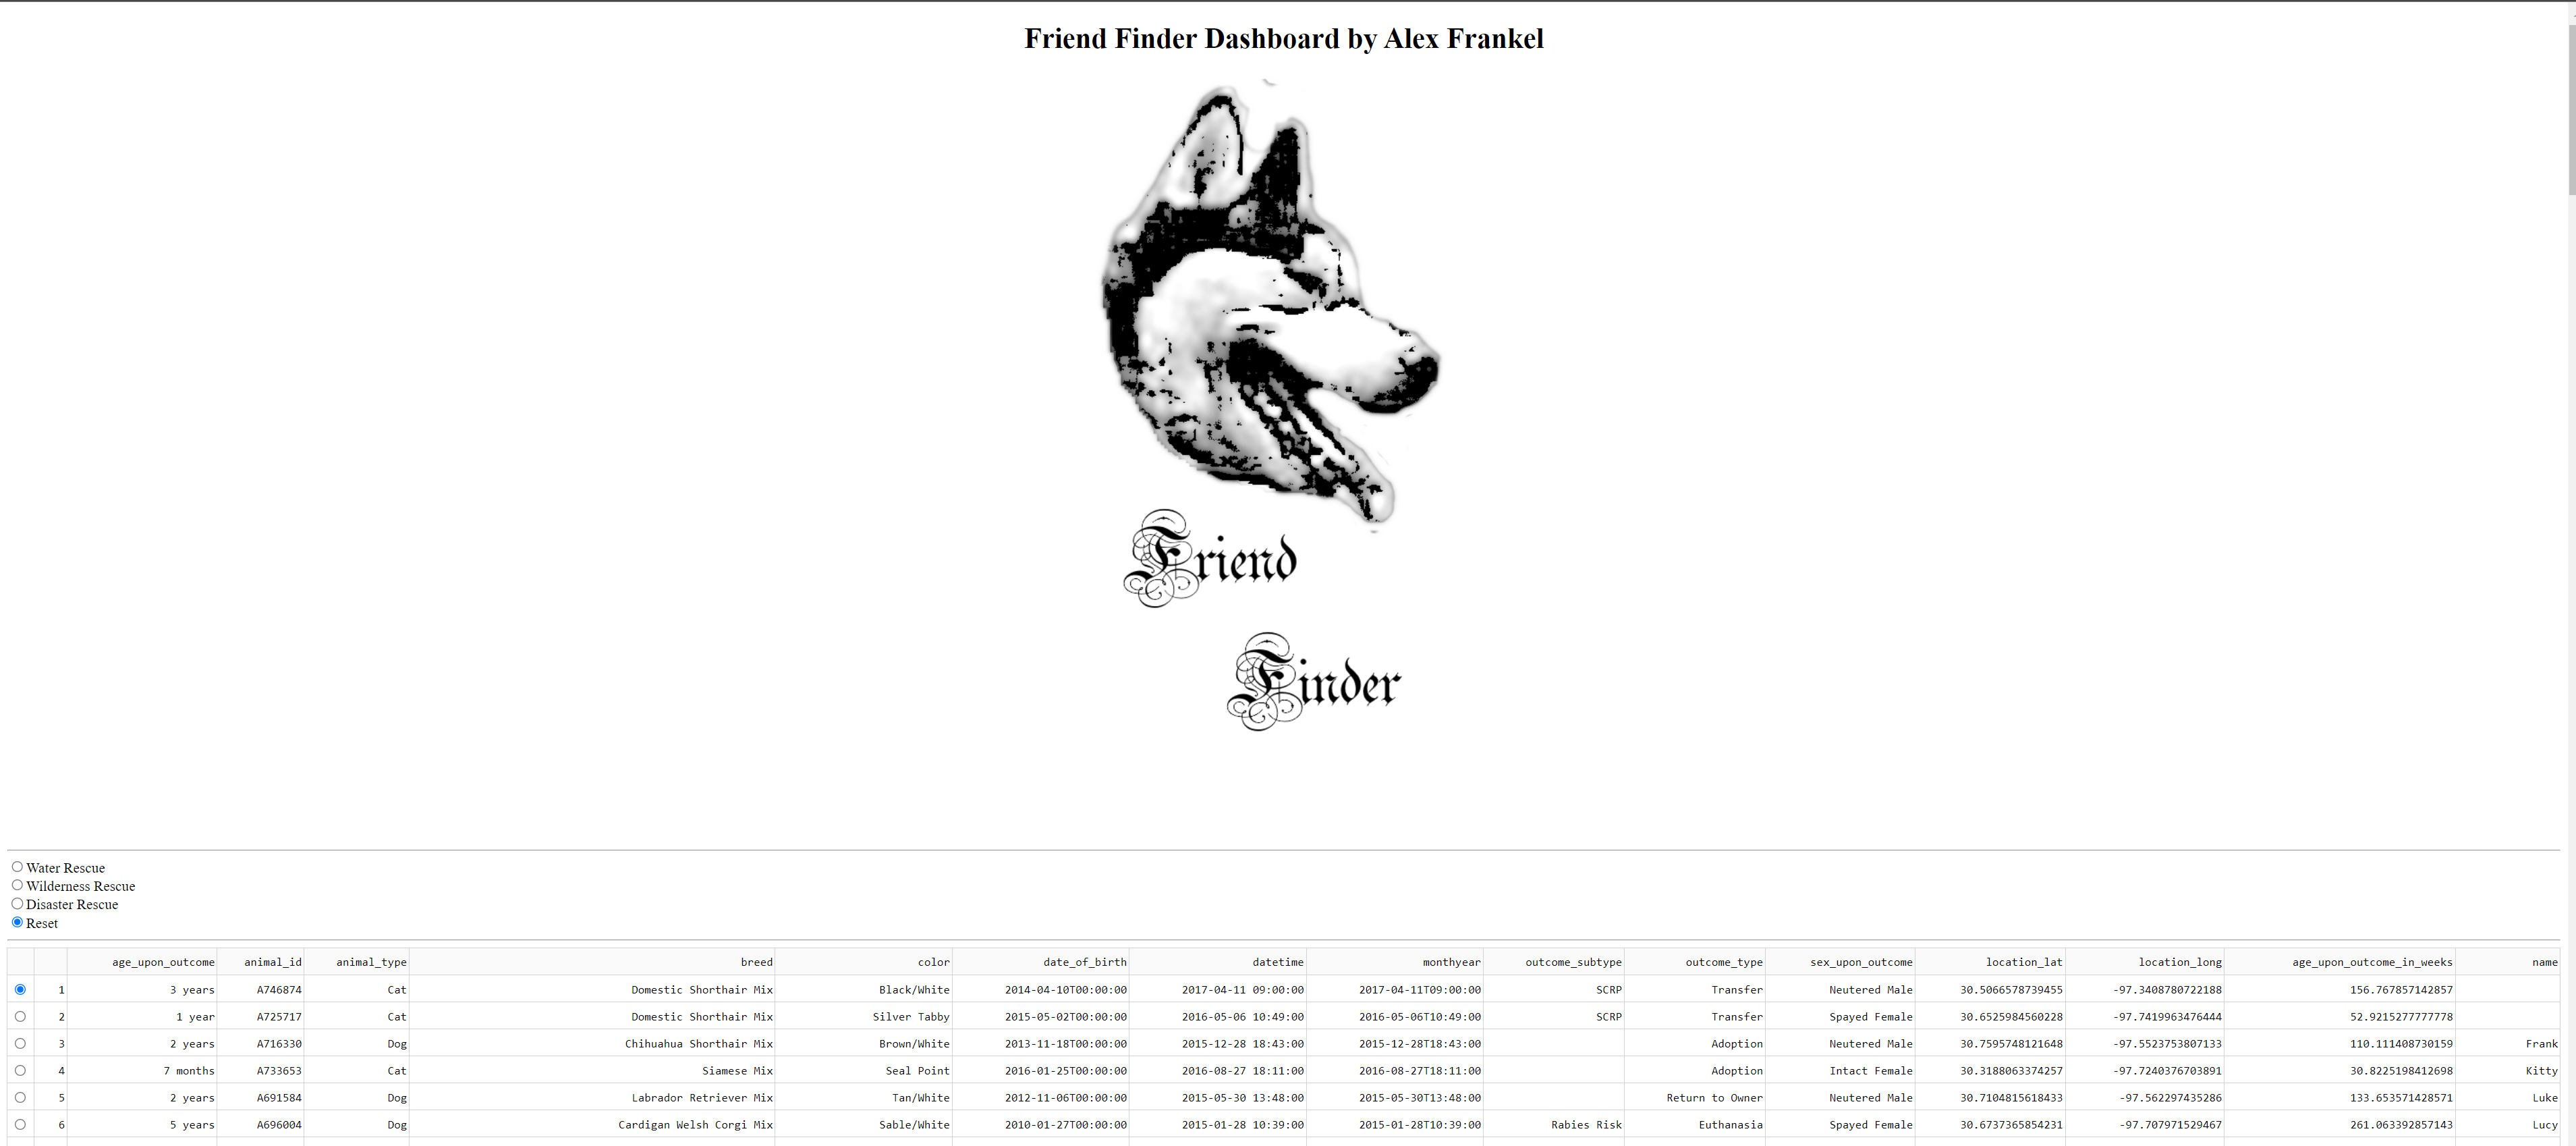 Friend Finder Dashboard by Alex Frankel
Friend
Finder
Water Rescue
Wilderness Rescue
Disaster Rescue
Reset
age_upon_outcome animal_id animal_type breed color date_of_birth datetime monthyear outcome_subtype outcome_type sex_upon_outcome location_lat location_long age_upon_outcome_in_weeks name
1 3 years A746874 Cat Domestic Shorthair Mix Black/White 2014-04-10T00:00:00 2017-04-11 09:00:00 2017-04-11T09:00:00 SCRP Transfer Neutered Male 30.5066578739455 -97.3408780722188 156.767857142857
2 1 year A725717 Cat Domestic Shorthair Mix Silver Tabby 2015-05-02T00:00:00 2016-05-06 10:49:00 2016-05-06T10:49:00 SCRP Transfer Spayed Female 30.6525984560228 -97.7419963476444 52.9215277777778
3 2 years A716330 Dog Chihuahua Shorthair Mix Brown/White 2013-11-18T00:00:00 2015-12-28 18:43:00 2015-12-28T18:43:00 Adoption Neutered Male 30.7595748121648 -97.5523753807133 110.111408730159 Frank
4 7 months A733653 Cat Siamese Mix Seal Point 2016-01-25T00:00:00 2016-08-27 18:11:00 2016-08-27T18:11:00 Adoption Intact Female 30.3188063374257 -97.7240376703891 30.8225198412698 Kitty
5 2 years A691584 Dog Labrador Retriever Mix Tan/White 2012-11-06T00:00:00 2015-05-30 13:48:00 2015-05-30T13:48:00 Return to Owner Neutered Male 30.7104815618433 -97.562297435286 133.653571428571 Luke
6 5 years A696004 Dog Cardigan Welsh Corgi Mix Sable/White 2010-01-27T00:00:00 2015-01-28 10:39:00 2015-01-28T10:39:00 Rabies Risk Euthanasia Spayed Female 30.6737365854231 -97.707971529467 261.063392857143 Lucy